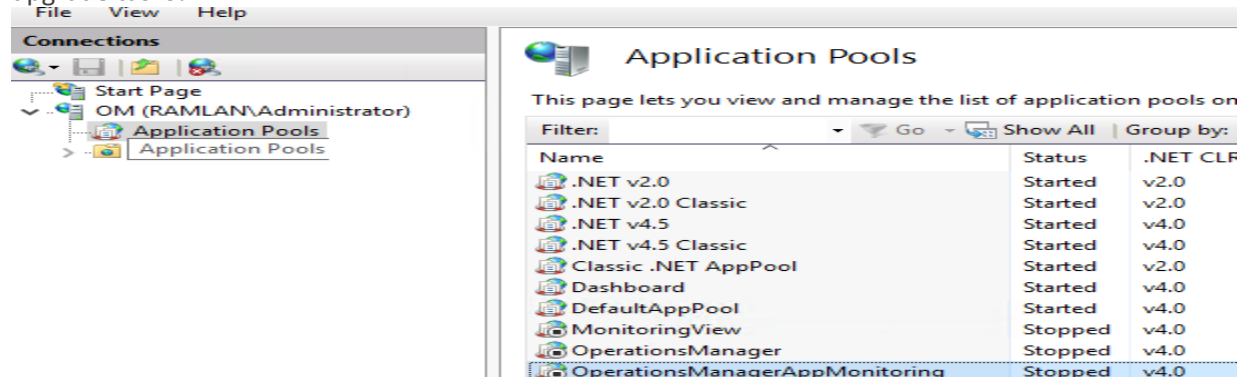 File View Help
Connections
Start Page
OM (RAMLAN\Administrator)
Application Pools
Application Pools
Application Pools
This page lets you view and manage the list of application pools on
Filter: Go Show All Group by:
Name Status .NET CLR
.NET v2.0 Started v2.0
.NET v2.0 Classic Started v2.0
.NET v4.5 Started v4.0
.NET v4.5 Classic Started v4.0
Classic .NET AppPool Started v2.0
Dashboard Started v4.0
DefaultAppPool Started v4.0
MonitoringView Stopped v4.0
OperationsManager Stopped v4.0
OperationsManagerAppMonitoring Stopped v4.0